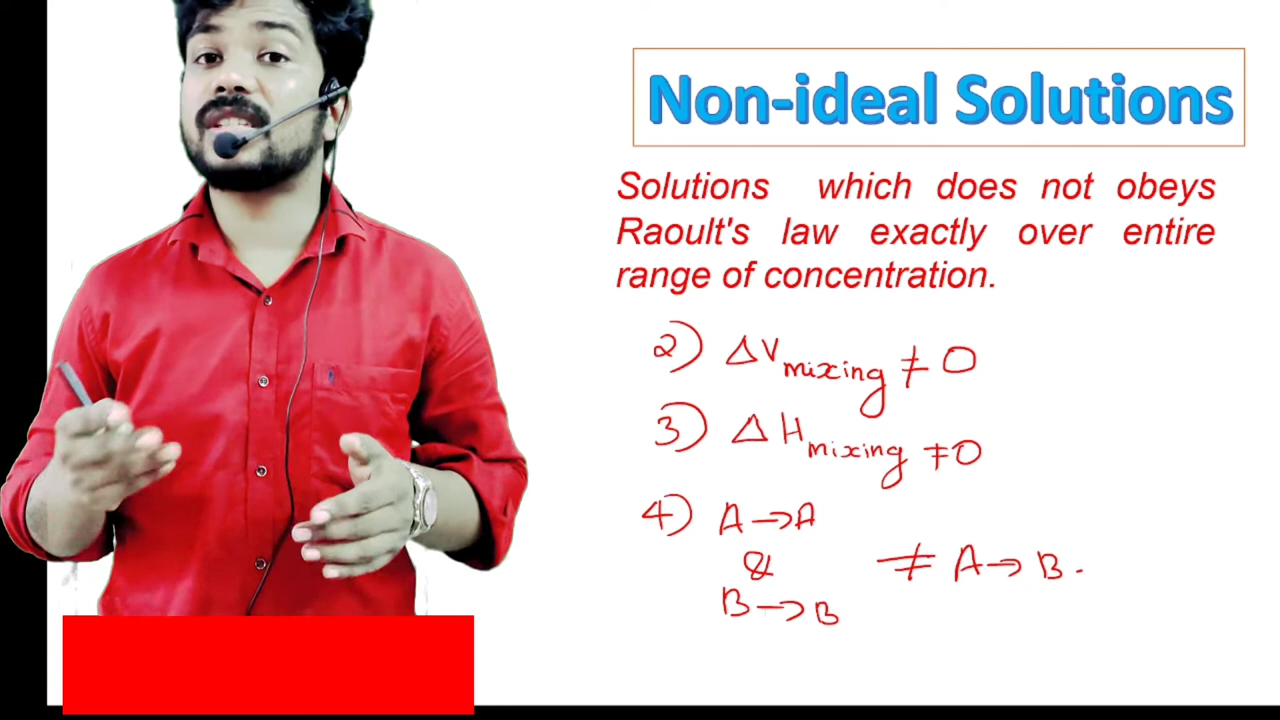 Non-ideal Solutions
Solutions which does not obeys
Raoult's law exactly over entire
range of concentration.
2) ΔV mixing ≠ 0
3) ΔH mixing ≠ 0
4) A → A
&
≠ A → B.
B → B